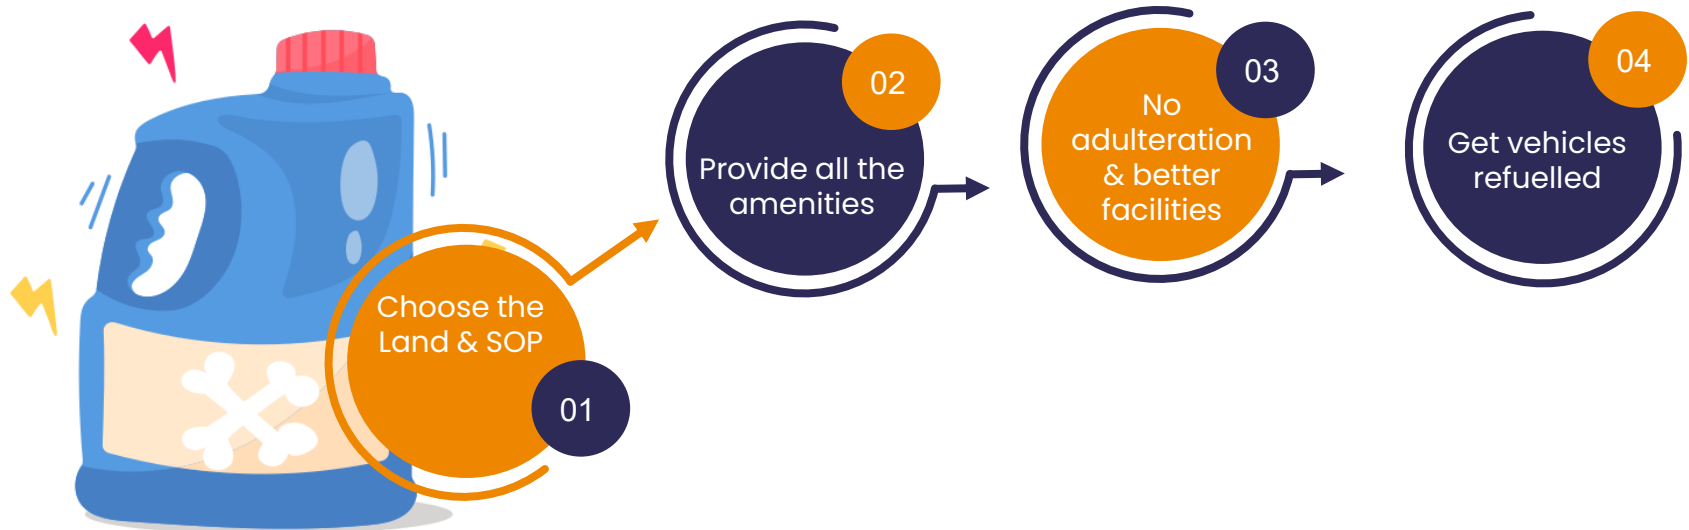 Choose the
Land & SOP
01
02
Provide all the
amenities
03
No
adulteration
& better
facilities
04
Get vehicles
refuelled